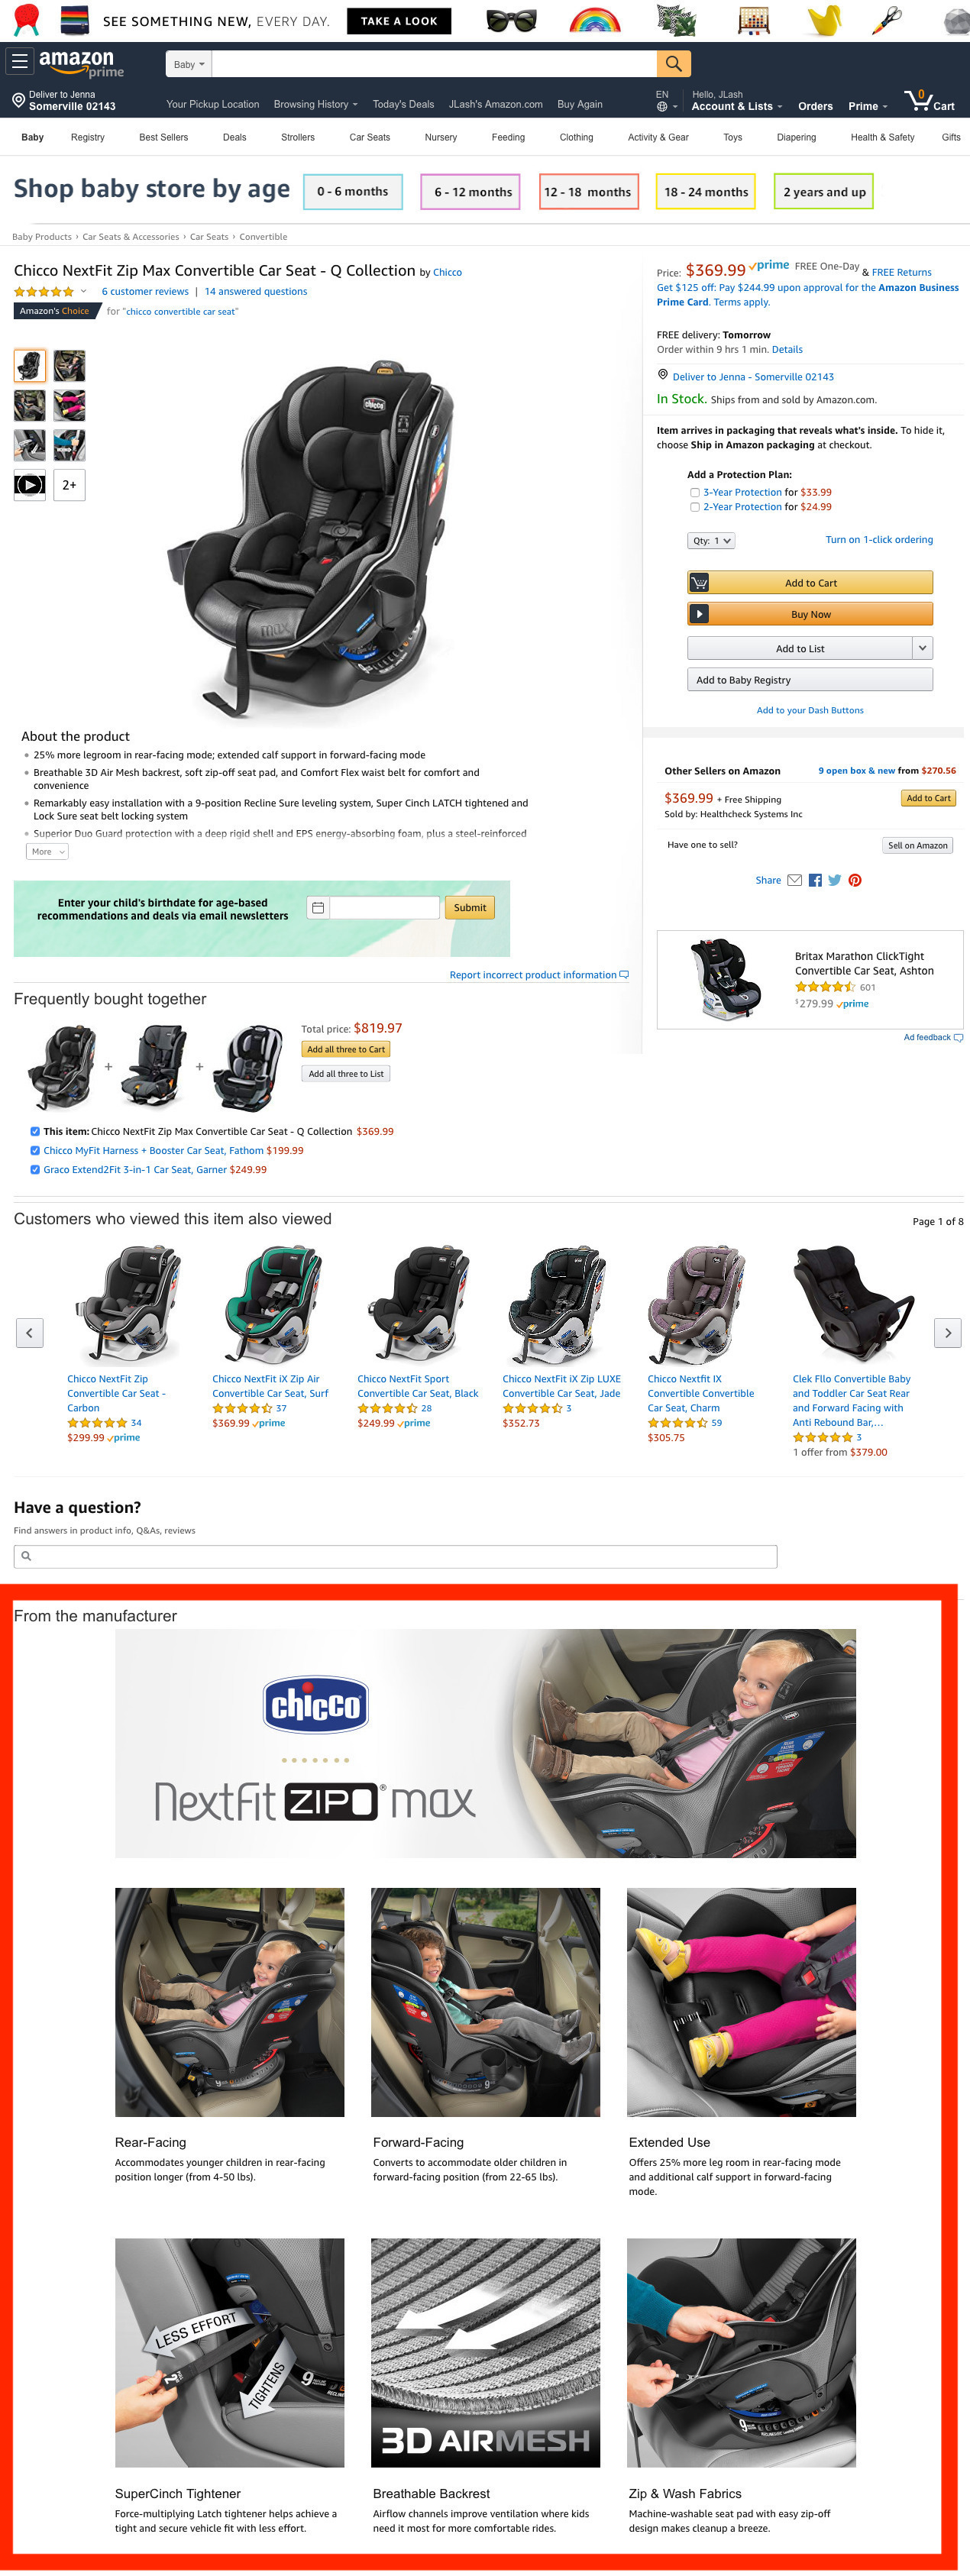 SEE SOMETHING NEW, EVERY DAY. TAKE A LOOK
amazon
prime
Baby
Deliver to Jenna
Somerville 02143
Your Pickup Location Browsing History Today's Deals JLash's Amazon.com Buy Again
EN
Hello, JLash
Account & Lists Orders Prime 0 Cart
Baby Registry Best Sellers Deals Strollers Car Seats Nursery Feeding Clothing Activity & Gear Toys Diapering Health & Safety Gifts
Shop baby store by age 0 - 6 months 6 - 12 months 12 - 18 months 18 - 24 months 2 years and up
Baby Products › Car Seats & Accessories › Car Seats › Convertible
Chicco NextFit Zip Max Convertible Car Seat - Q Collection by Chicco
6 customer reviews | 14 answered questions
Amazon's Choice for "chicco convertible car seat"
2+
chicco
max
About the product
25% more legroom in rear-facing mode; extended calf support in forward-facing mode
Breathable 3D Air Mesh backrest, soft zip-off seat pad, and Comfort Flex waist belt for comfort and
convenience
Remarkably easy installation with a 9-position Recline Sure leveling system, Super Cinch LATCH tightened and
Lock Sure seat belt locking system
Superior Duo Guard protection with a deep rigid shell and EPS energy-absorbing foam, plus a steel-reinforced
More
Enter your child's birthdate for age-based
recommendations and deals via email newsletters
Submit
Report incorrect product information
Price: $369.99 prime FREE One-Day
& FREE Returns
Get $125 off: Pay $244.99 upon approval for the Amazon Business
Prime Card. Terms apply.
FREE delivery: Tomorrow
Order within 9 hrs 1 min. Details
Deliver to Jenna - Somerville 02143
In Stock. Ships from and sold by Amazon.com.
Item arrives in packaging that reveals what's inside. To hide it,
choose Ship in Amazon packaging at checkout.
Add a Protection Plan:
3-Year Protection for $33.99
2-Year Protection for $24.99
Qty: 1
Turn on 1-click ordering
Add to Cart
Buy Now
Add to List
Add to Baby Registry
Add to your Dash Buttons
Other Sellers on Amazon 9 open box & new from $270.56
$369.99 + Free Shipping
Add to Cart
Sold by: Healthcheck Systems Inc
Have one to sell? Sell on Amazon
Share
Britax Marathon ClickTight
Convertible Car Seat, Ashton
601
$279.99 prime
Ad feedback
Frequently bought together
Total price: $819.97
Add all three to Cart
Add all three to List
This item: Chicco NextFit Zip Max Convertible Car Seat - Q Collection $369.99
Chicco MyFit Harness + Booster Car Seat, Fathom $199.99
Graco Extend2Fit 3-in-1 Car Seat, Garner $249.99
Customers who viewed this item also viewed
Page 1 of 8
Chicco NextFit Zip
Convertible Car Seat -
Carbon
34
$299.99 prime
Chicco NextFit iX Zip Air
Convertible Car Seat, Surf
37
$369.99 prime
Chicco NextFit Sport
Convertible Car Seat, Black
28
$249.99 prime
Chicco NextFit iX Zip LUXE
Convertible Car Seat, Jade
3
$352.73
Chicco Nextfit IX
Convertible Convertible
Car Seat, Charm
59
$305.75
Clek Fllo Convertible Baby
and Toddler Car Seat Rear
and Forward Facing with
Anti Rebound Bar,...
3
1 offer from $379.00
Have a question?
Find answers in product info, Q&As, reviews
From the manufacturer
chicco
NextFit ZIP® max
Rear-Facing
Accommodates younger children in rear-facing
position longer (from 4-50 lbs).
Forward-Facing
Converts to accommodate older children in
forward-facing position (from 22-65 lbs).
Extended Use
Offers 25% more leg room in rear-facing mode
and additional calf support in forward-facing
mode.
LESS EFFORT
TIGHTENS
9
3D AIRMESH
9
SuperCinch Tightener
Force-multiplying Latch tightener helps achieve a
tight and secure vehicle fit with less effort.
Breathable Backrest
Airflow channels improve ventilation where kids
need it most for more comfortable rides.
Zip & Wash Fabrics
Machine-washable seat pad with easy zip-off
design makes cleanup a breeze.